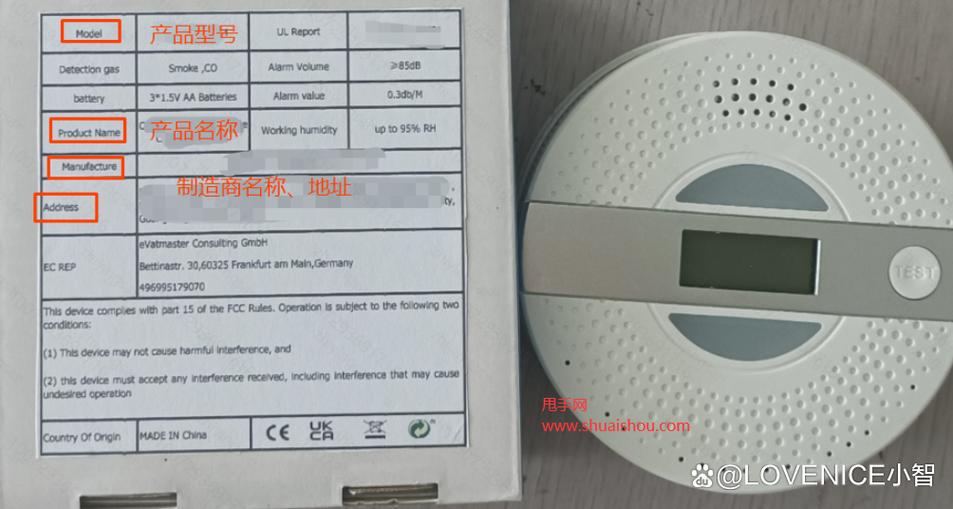 Model 产品型号 UL Report
Detection gas Smoke ,CO Alarm Volume ≥85dB
battery 3*1.5V AA Batteries Alarm value 0.3db/M
Product Name 产品名称 Working humidity up to 95% RH
Manufacture
制造商名称、地址
Address
eVatmaster Consulting GmbH
EC REP Bettinastr. 30,60325 Frankfurt am Main,Germany
496995179070
This device complies with part 15 of the FCC Rules. Operation is subject to the following two
conditions:
(1) This device may not cause harmful interference, and
(2) this device must accept any interference received, including interference that may cause
undesired operation
Country Of Origin MADE IN China CE UK CA
TEST
甩手网
www.shuaishou.com
@LOVENICE小智